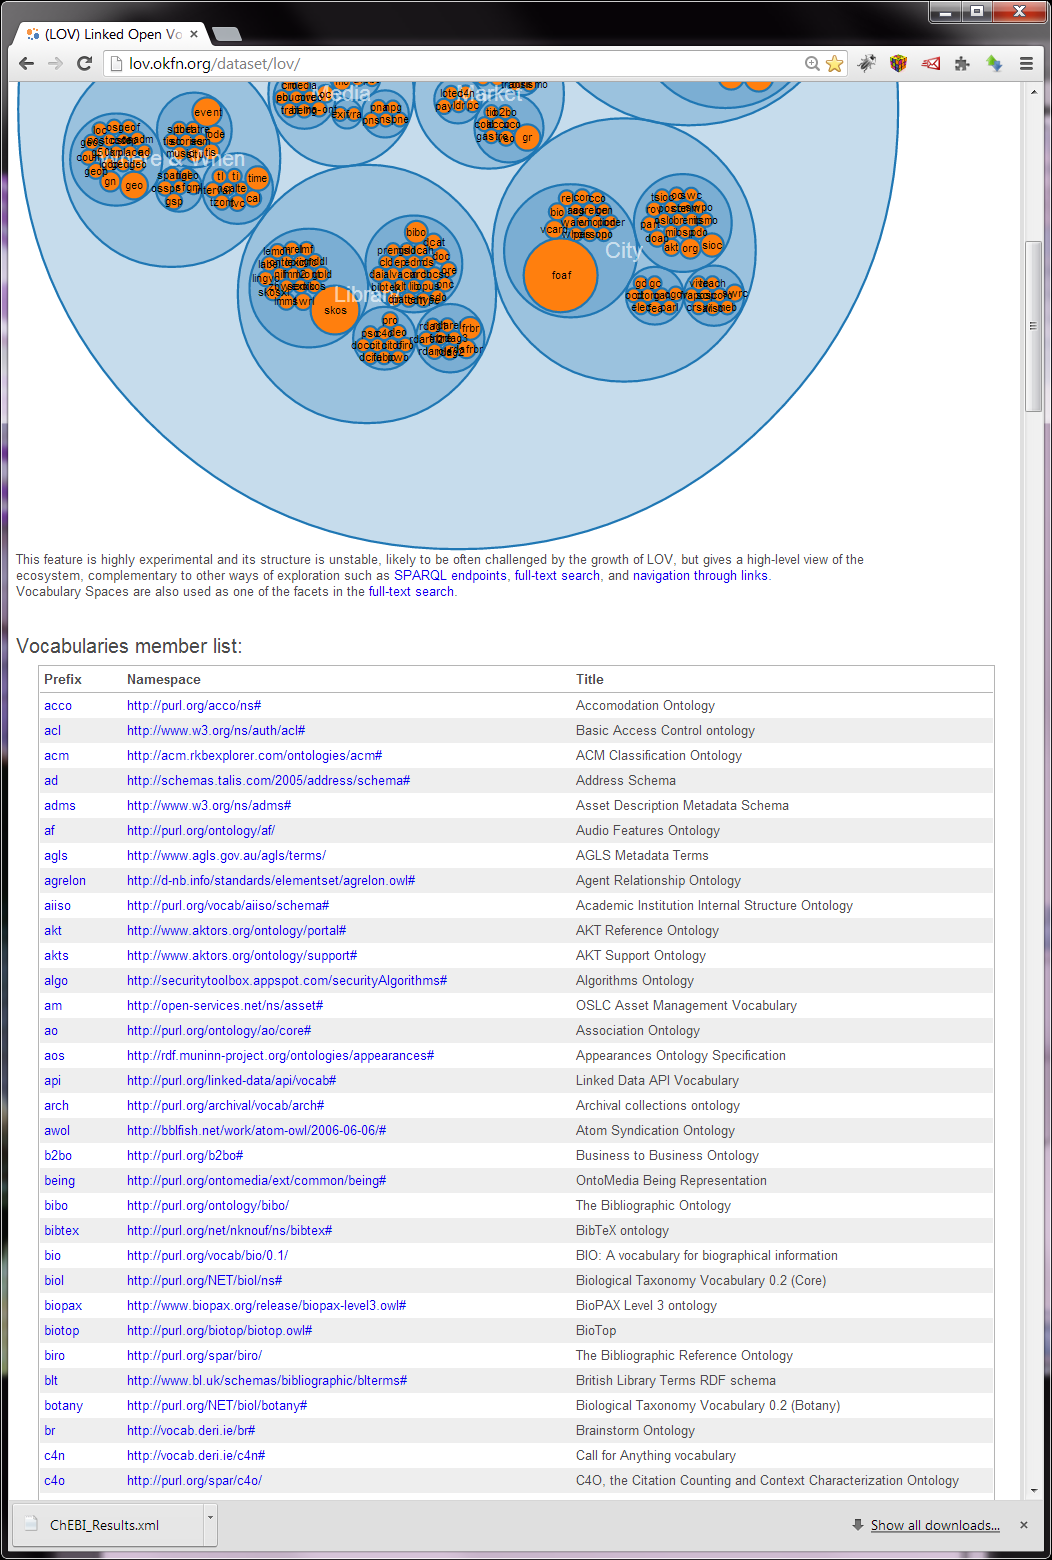 (LOV) Linked Open Vo
lov.okfn.org/dataset/lov/
Media
Market
event
Where & When
gn
geo
gsp
time
cal
gr
bibo
Library
skos
pro
frbr
bio
City
foaf
doap
akt org sioc
This feature is highly experimental and its structure is unstable, likely to be often challenged by the growth of LOV, but gives a high-level view of the
ecosystem, complementary to other ways of exploration such as SPARQL endpoints, full-text search, and navigation through links.
Vocabulary Spaces are also used as one of the facets in the full-text search.
Vocabularies member list:
Prefix Namespace Title
acco http://purl.org/acco/ns# Accomodation Ontology
acl http://www.w3.org/ns/auth/acl# Basic Access Control ontology
acm http://acm.rkbexplorer.com/ontologies/acm# ACM Classification Ontology
ad http://schemas.talis.com/2005/address/schema# Address Schema
adms http://www.w3.org/ns/adms# Asset Description Metadata Schema
af http://purl.org/ontology/af/ Audio Features Ontology
agls http://www.agls.gov.au/agls/terms/ AGLS Metadata Terms
agrelon http://d-nb.info/standards/elementset/agrelon.owl# Agent Relationship Ontology
aiiso http://purl.org/vocab/aiiso/schema# Academic Institution Internal Structure Ontology
akt http://www.aktors.org/ontology/portal# AKT Reference Ontology
akts http://www.aktors.org/ontology/support# AKT Support Ontology
algo http://securitytoolbox.appspot.com/securityAlgorithms# Algorithms Ontology
am http://open-services.net/ns/asset# OSLC Asset Management Vocabulary
ao http://purl.org/ontology/ao/core# Association Ontology
aos http://rdf.muninn-project.org/ontologies/appearances# Appearances Ontology Specification
api http://purl.org/linked-data/api/vocab# Linked Data API Vocabulary
arch http://purl.org/archival/vocab/arch# Archival collections ontology
awol http://bblfish.net/work/atom-owl/2006-06-06/# Atom Syndication Ontology
b2bo http://purl.org/b2bo# Business to Business Ontology
being http://purl.org/ontomedia/ext/common/being# OntoMedia Being Representation
bibo http://purl.org/ontology/bibo/ The Bibliographic Ontology
bibtex http://purl.org/net/nknouf/ns/bibtex# BibTeX ontology
bio http://purl.org/vocab/bio/0.1/ BIO: A vocabulary for biographical information
biol http://purl.org/NET/biol/ns# Biological Taxonomy Vocabulary 0.2 (Core)
biopax http://www.biopax.org/release/biopax-level3.owl# BioPAX Level 3 ontology
biotop http://purl.org/biotop/biotop.owl# BioTop
biro http://purl.org/spar/biro/ The Bibliographic Reference Ontology
blt http://www.bl.uk/schemas/bibliographic/blterms# British Library Terms RDF schema
botany http://purl.org/NET/biol/botany# Biological Taxonomy Vocabulary 0.2 (Botany)
br http://vocab.deri.ie/br# Brainstorm Ontology
c4n http://vocab.deri.ie/c4n# Call for Anything vocabulary
c4o http://purl.org/spar/c4o/ C4O, the Citation Counting and Context Characterization Ontology
ChEBI_Results.xml
Show all downloads...